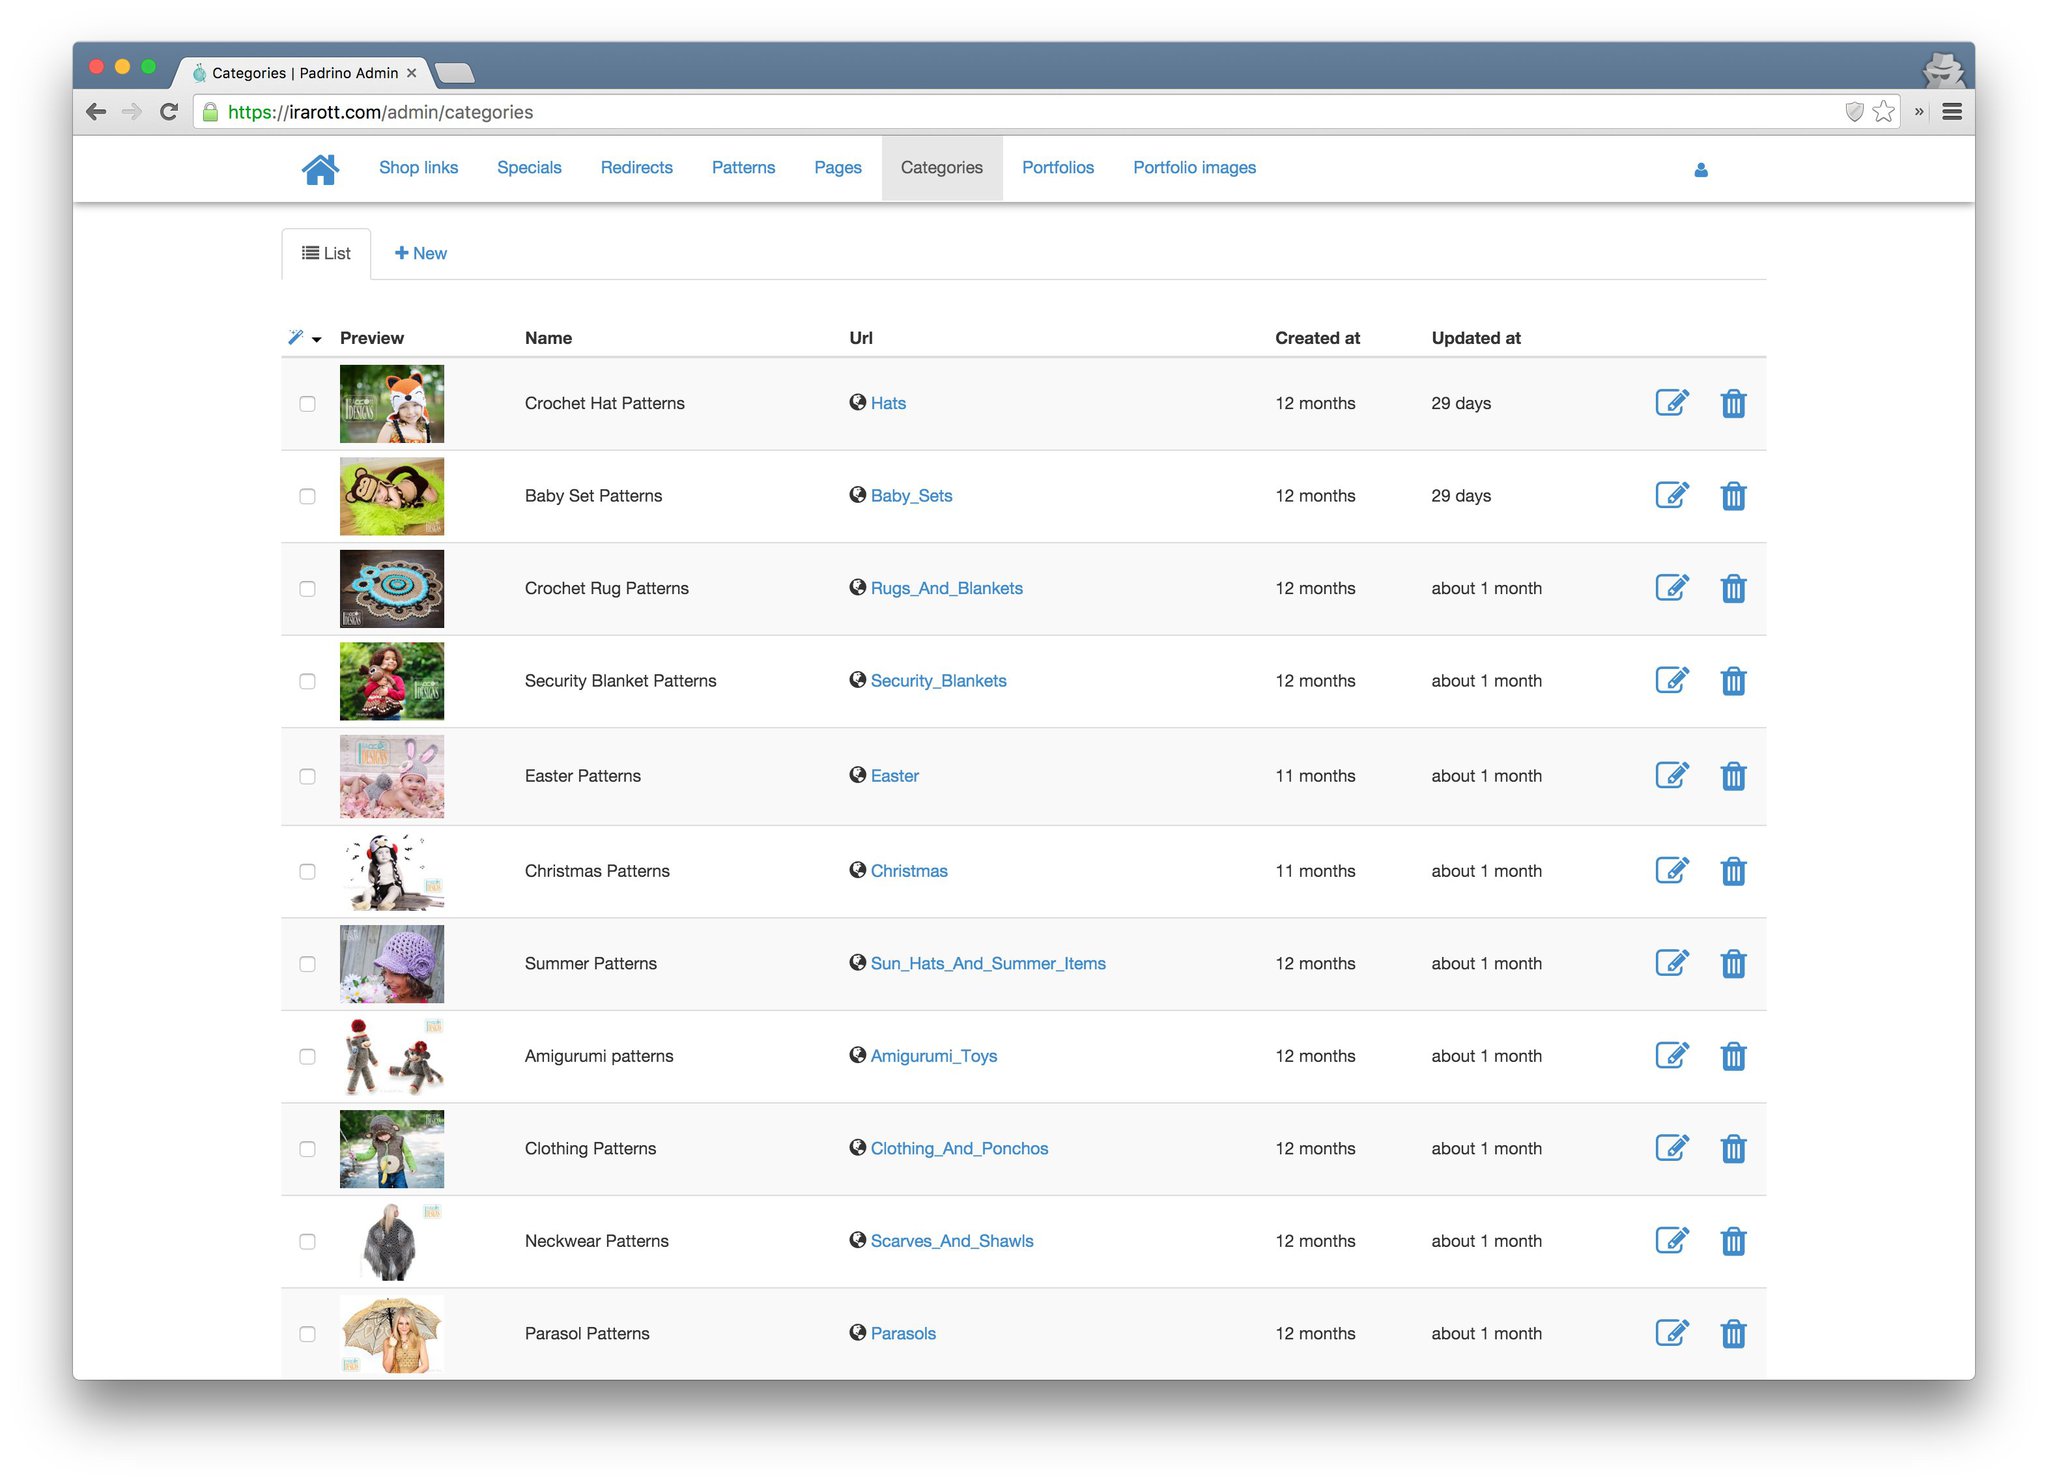 Categories | Padrino Admin
https://irarott.com/admin/categories
Shop links Specials Redirects Patterns Pages Categories Portfolios Portfolio images
List New
Preview Name Url Created at Updated at
Crochet Hat Patterns Hats 12 months 29 days
Baby Set Patterns Baby_Sets 12 months 29 days
Crochet Rug Patterns Rugs_And_Blankets 12 months about 1 month
Security Blanket Patterns Security_Blankets 12 months about 1 month
Easter Patterns Easter 11 months about 1 month
Christmas Patterns Christmas 11 months about 1 month
Summer Patterns Sun_Hats_And_Summer_Items 12 months about 1 month
Amigurumi patterns Amigurumi_Toys 12 months about 1 month
Clothing Patterns Clothing_And_Ponchos 12 months about 1 month
Neckwear Patterns Scarves_And_Shawls 12 months about 1 month
Parasol Patterns Parasols 12 months about 1 month